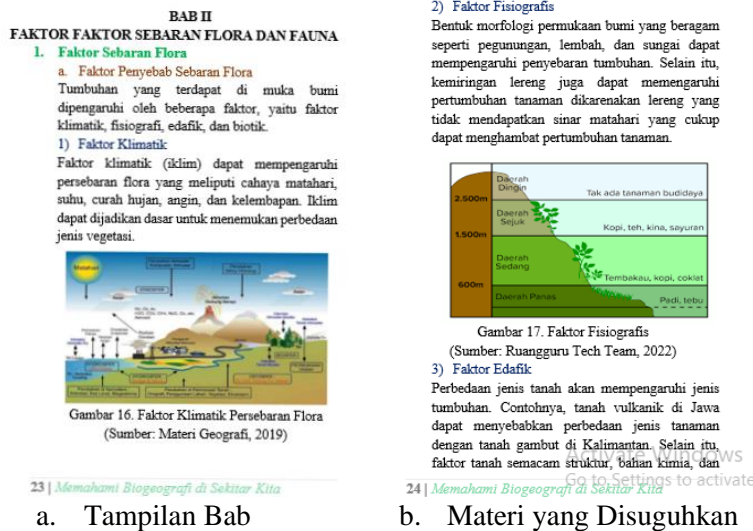 BAB II
FAKTOR FAKTOR SEBARAN FLORA DAN FAUNA
1. Faktor Sebaran Flora
a. Faktor Penyebab Sebaran Flora
Tumbuhan yang terdapat di muka bumi
dipengaruhi oleh beberapa faktor, yaitu faktor
klimatik, fisiografi, edafik, dan biotik.
1) Faktor Klimatik
Faktor klimatik (iklim) dapat mempengaruhi
persebaran flora yang meliputi cahaya matahari,
suhu, curah hujan, angin, dan kelembapan. Iklim
dapat dijadikan dasar untuk menemukan perbedaan
jenis vegetasi.
Matahari
Gambar 16. Faktor Klimatik Persebaran Flora
(Sumber: Materi Geografi, 2019)
23 | Memahami Biogeografi di Sekitar Kita
a. Tampilan Bab
2) Faktor Fisiografis
Bentuk morfologi permukaan bumi yang beragam
seperti pegunungan, lembah, dan sungai dapat
mempengaruhi penyebaran tumbuhan. Selain itu,
kemiringan lereng juga dapat memengaruhi
pertumbuhan tanaman dikarenakan lereng yang
tidak mendapatkan sinar matahari yang cukup
dapat menghambat pertumbuhan tanaman.
Daerah
Dingin
Tak ada tanaman budidaya
2.500m
Daerah
Sejuk
Kopi, teh, kina, sayuran
1.500m
Daerah
Sedang
Tembakau, kopi, coklat
600m
Daerah Panas
Padi, tebu
Gambar 17. Faktor Fisiografis
(Sumber: Ruangguru Tech Team, 2022)
3) Faktor Edafik
Perbedaan jenis tanah akan mempengaruhi jenis
tumbuhan. Contohnya, tanah vulkanik di Jawa
dapat menyebabkan perbedaan jenis tanaman
dengan tanah gambut di Kalimantan. Selain itu,
faktor tanah semacam struktur, bahan kimia, dan
Activate Windows
Go to Settings to activate
24 | Memahami Biogeografi di Sekitar Kita
b. Materi yang Disuguhkan